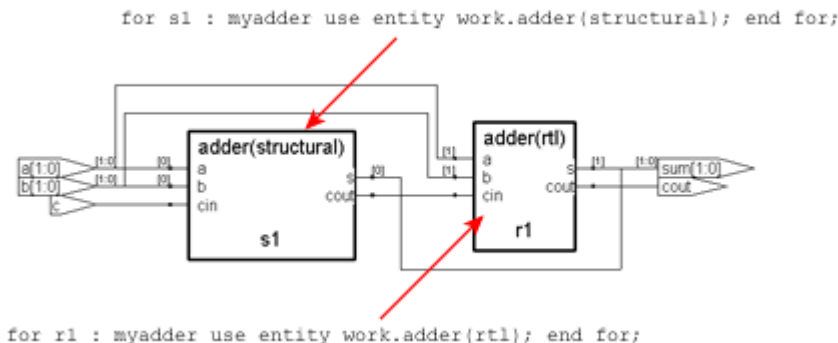 for s1 : myadder use entity work.adder(structural); end for;
adder(structural)
a
b
cin
s
cout
s1
adder(rtl)
a
b
cin
s
cout
r1
a[1:0]
b[1:0]
c
[1:0]
[1:0]
[0]
[0]
[0]
[1]
[1]
[1]
[1:0]
sum[1:0]
cout
for r1 : myadder use entity work.adder(rtl); end for;